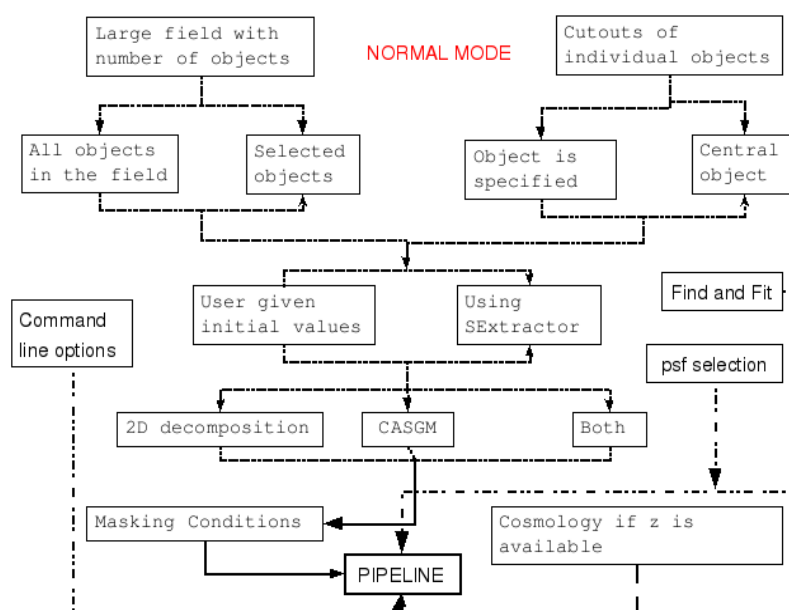 Large field with
number of objects
NORMAL MODE
Cutouts of
individual objects
All objects
in the field
Selected
objects
Object is
specified
Central
object
User given
initial values
Using
SExtractor
Find and Fit
Command
line options
psf selection
2D decomposition
CASGM
Both
Masking Conditions
Cosmology if z is
available
PIPELINE